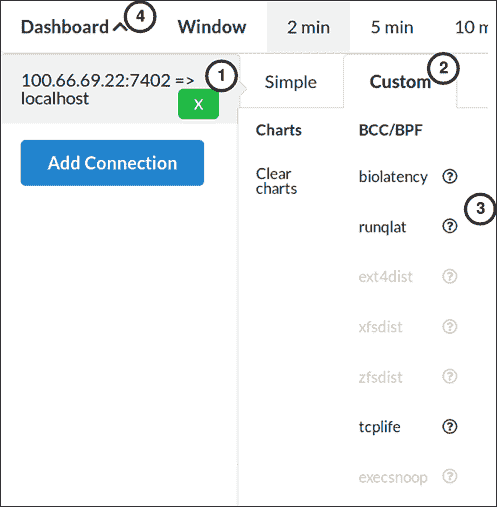 Dashboard 4 Window 2 min 5 min 10 m
100.66.69.22:7402 =>
localhost
1
X
Add Connection
Simple Custom 2
Charts BCC/BPF
Clear
charts
biolatency ?
3
runqlat ?
ext4dist ?
xfsdist ?
zfsdist ?
tcplife ?
execsnoop ?